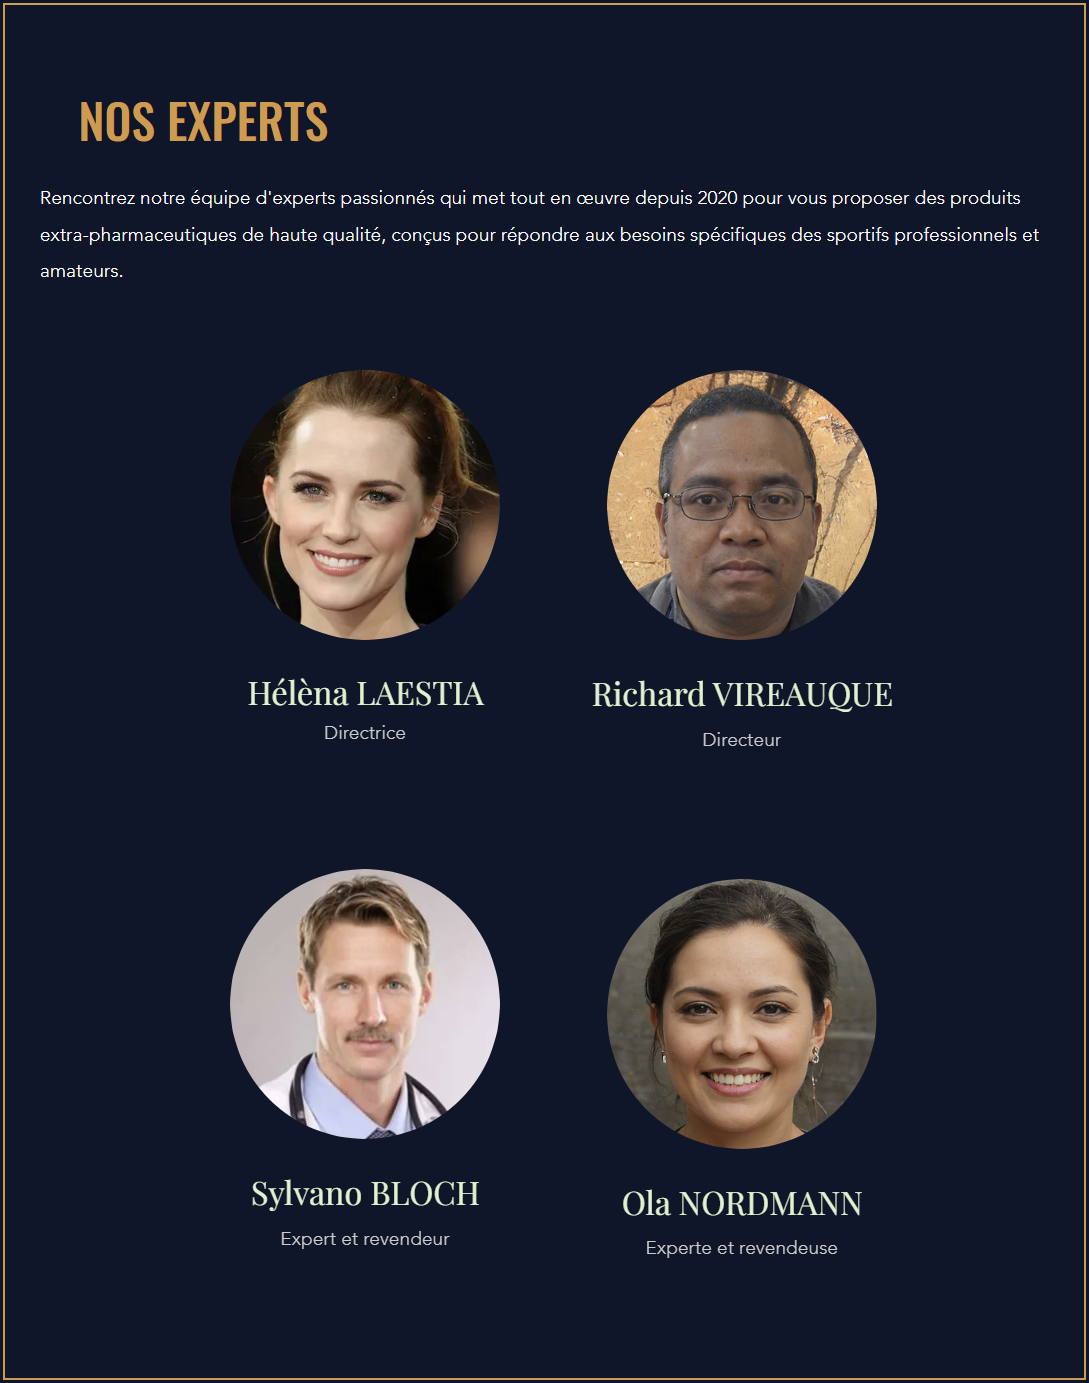 NOS EXPERTS
Rencontrez notre équipe d'experts passionnés qui met tout en œuvre depuis 2020 pour vous proposer des produits
extra-pharmaceutiques de haute qualité, conçus pour répondre aux besoins spécifiques des sportifs professionnels et
amateurs.
Hélèna LAESTIA
Directrice
Richard VIREAUQUE
Directeur
Sylvano BLOCH
Expert et revendeur
Ola NORDMANN
Experte et revendeuse